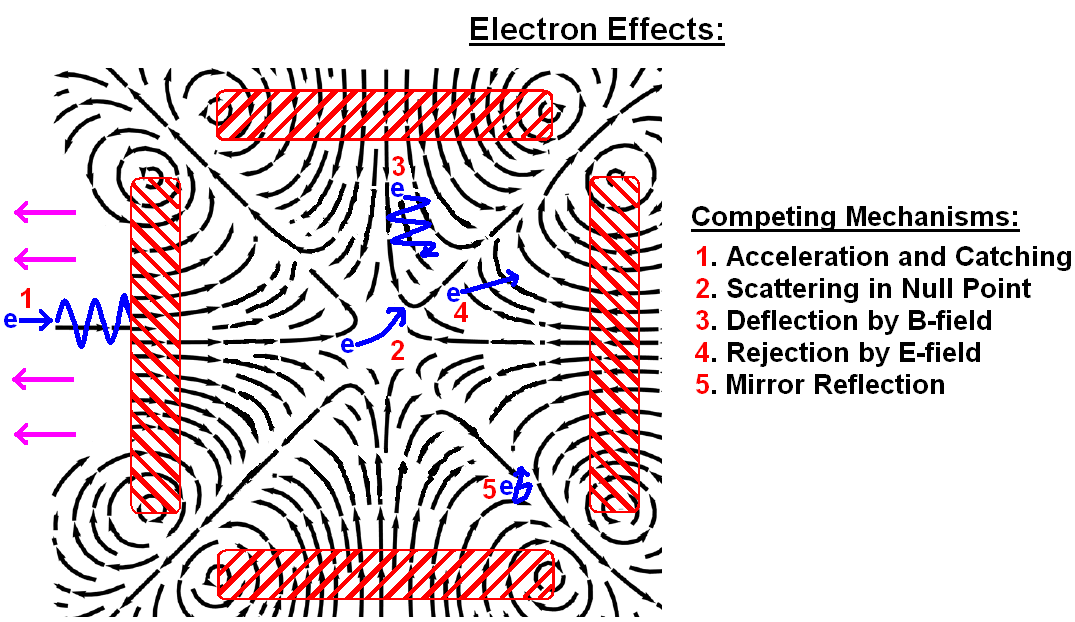 Electron Effects:
3
e
1
e
e
4
e
2
5 e
Competing Mechanisms:
1. Acceleration and Catching
2. Scattering in Null Point
3. Deflection by B-field
4. Rejection by E-field
5. Mirror Reflection